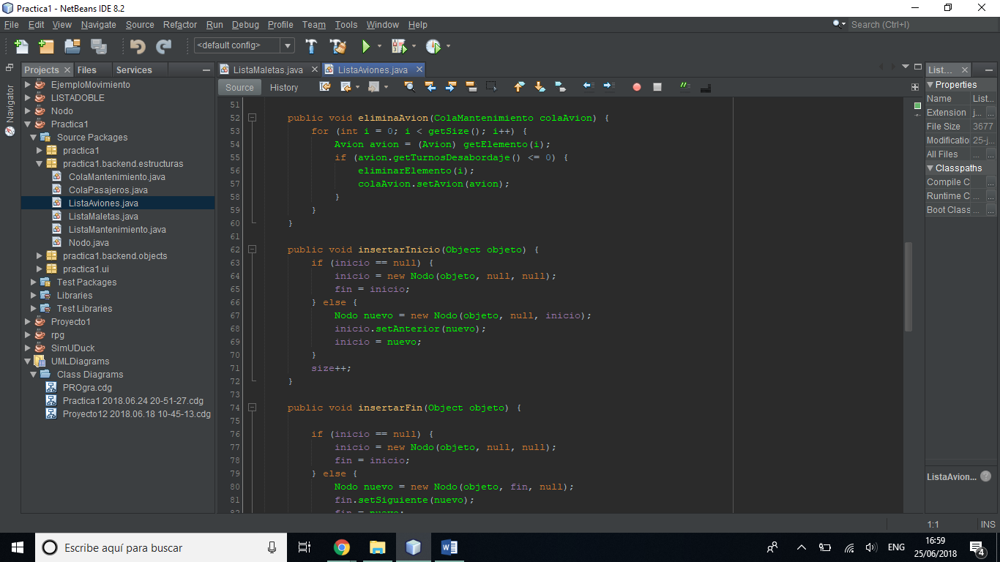 Practica1 - NetBeans IDE 8.2
File Edit View Navigate Source Refactor Run Debug Profile Team Tools Window Help
Search (Ctrl+I)
<default config>
Navigator
Projects Files Services
EjemploMovimiento
LISTADOBLE
Nodo
Practica1
Source Packages
practica1
practica1.backend.estructuras
ColaMantenimiento.java
ColaPasajeros.java
ListaAviones.java
ListaMaletas.java
ListaMantenimiento.java
Nodo.java
practica1.backend.objects
practica1.ui
Test Packages
Libraries
Test Libraries
Proyecto1
rpg
SimUDuck
UMLDiagrams
Class Diagrams
PROgra.cdg
Practica1 2018.06.24 20-51-27.cdg
Proyecto12 2018.06.18 10-45-13.cdg
ListaMaletas.java ListaAviones.java
Source History
51
52 public void eliminaAvion(ColaMantenimiento colaAvion) {
53 for (int i = 0; i < getSize(); i++) {
54 Avion avion = (Avion) getElemento(i);
55 if (avion.getTurnosDesabordaje() <= 0) {
56 eliminarElemento(i);
57 colaAvion.setAvion(avion);
58 }
59 }
60 }
61
62 public void insertarInicio(Object objeto) {
63 if (inicio == null) {
64 inicio = new Nodo(objeto, null, null);
65 fin = inicio;
66 } else {
67 Nodo nuevo = new Nodo(objeto, null, inicio);
68 inicio.setAnterior(nuevo);
69 inicio = nuevo;
70 }
71 size++;
72 }
73
74 public void insertarFin(Object objeto) {
75
76 if (inicio == null) {
77 inicio = new Nodo(objeto, null, null);
78 fin = inicio;
79 } else {
80 Nodo nuevo = new Nodo(objeto, fin, null);
81 fin.setSiguiente(nuevo);
82 fin = nuevo;
List...
Properties
Name List...
Extension j... ...
File Size 3677
Modificatio 25-j...
All Files ... ...
Classpaths
Compile C ...
Runtime C ...
Boot Class ... ...
ListaAvion... ?
1:1 INS
Escribe aquí para buscar
ENG
16:59
25/06/2018
4